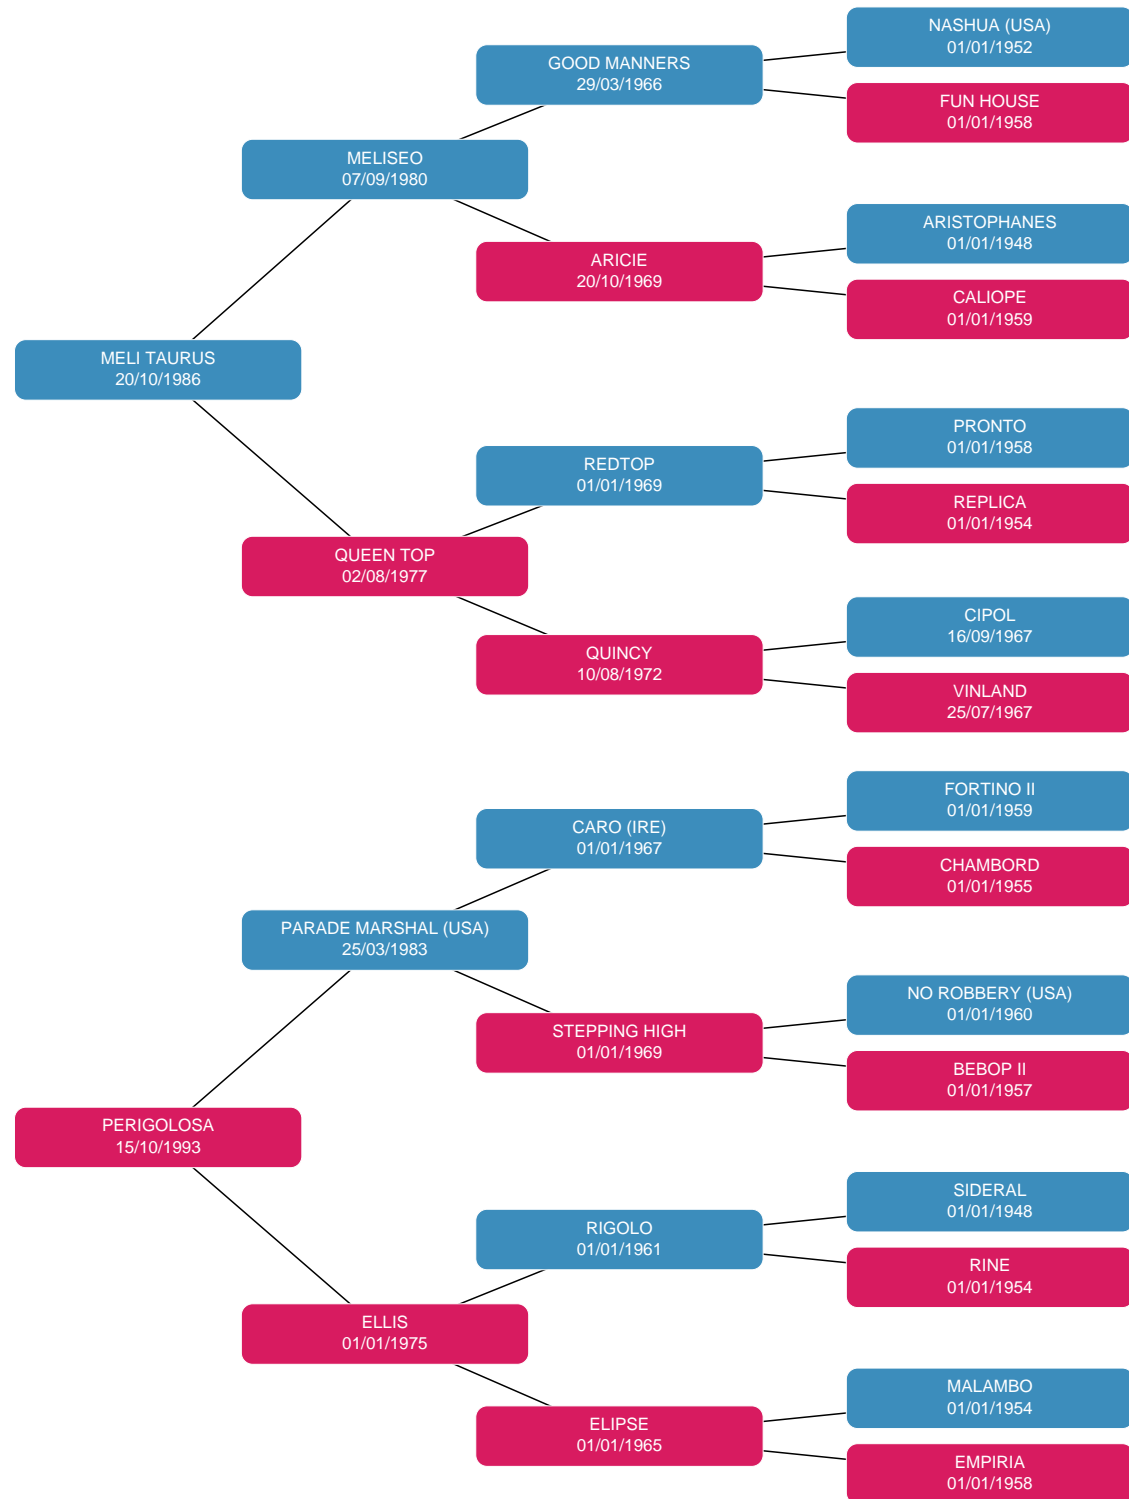 NASHUA (USA)
01/01/1952
GOOD MANNERS
29/03/1966
FUN HOUSE
01/01/1958
MELISEO
07/09/1980
ARISTOPHANES
01/01/1948
ARICIE
20/10/1969
CALIOPE
01/01/1959
MELI TAURUS
20/10/1986
PRONTO
01/01/1958
REDTOP
01/01/1969
REPLICA
01/01/1954
QUEEN TOP
02/08/1977
CIPOL
16/09/1967
QUINCY
10/08/1972
VINLAND
25/07/1967
FORTINO II
01/01/1959
CARO (IRE)
01/01/1967
CHAMBORD
01/01/1955
PARADE MARSHAL (USA)
25/03/1983
NO ROBBERY (USA)
01/01/1960
STEPPING HIGH
01/01/1969
BEBOP II
01/01/1957
PERIGOLOSA
15/10/1993
SIDERAL
01/01/1948
RIGOLO
01/01/1961
RINE
01/01/1954
ELLIS
01/01/1975
MALAMBO
01/01/1954
ELIPSE
01/01/1965
EMPIRIA
01/01/1958